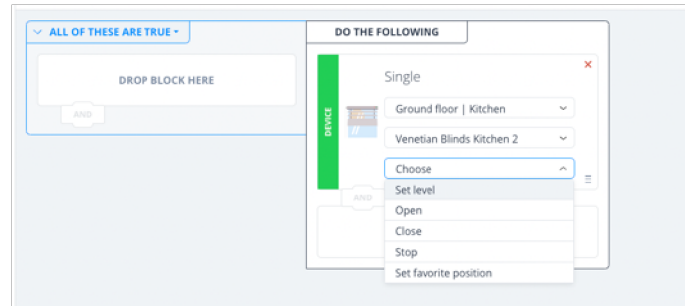 ALL OF THESE ARE TRUE
DO THE FOLLOWING
DROP BLOCK HERE
AND
DEVICE
Single
Ground floor | Kitchen
Venetian Blinds Kitchen 2
Choose
AND
Set level
Open
Close
Stop
Set favorite position